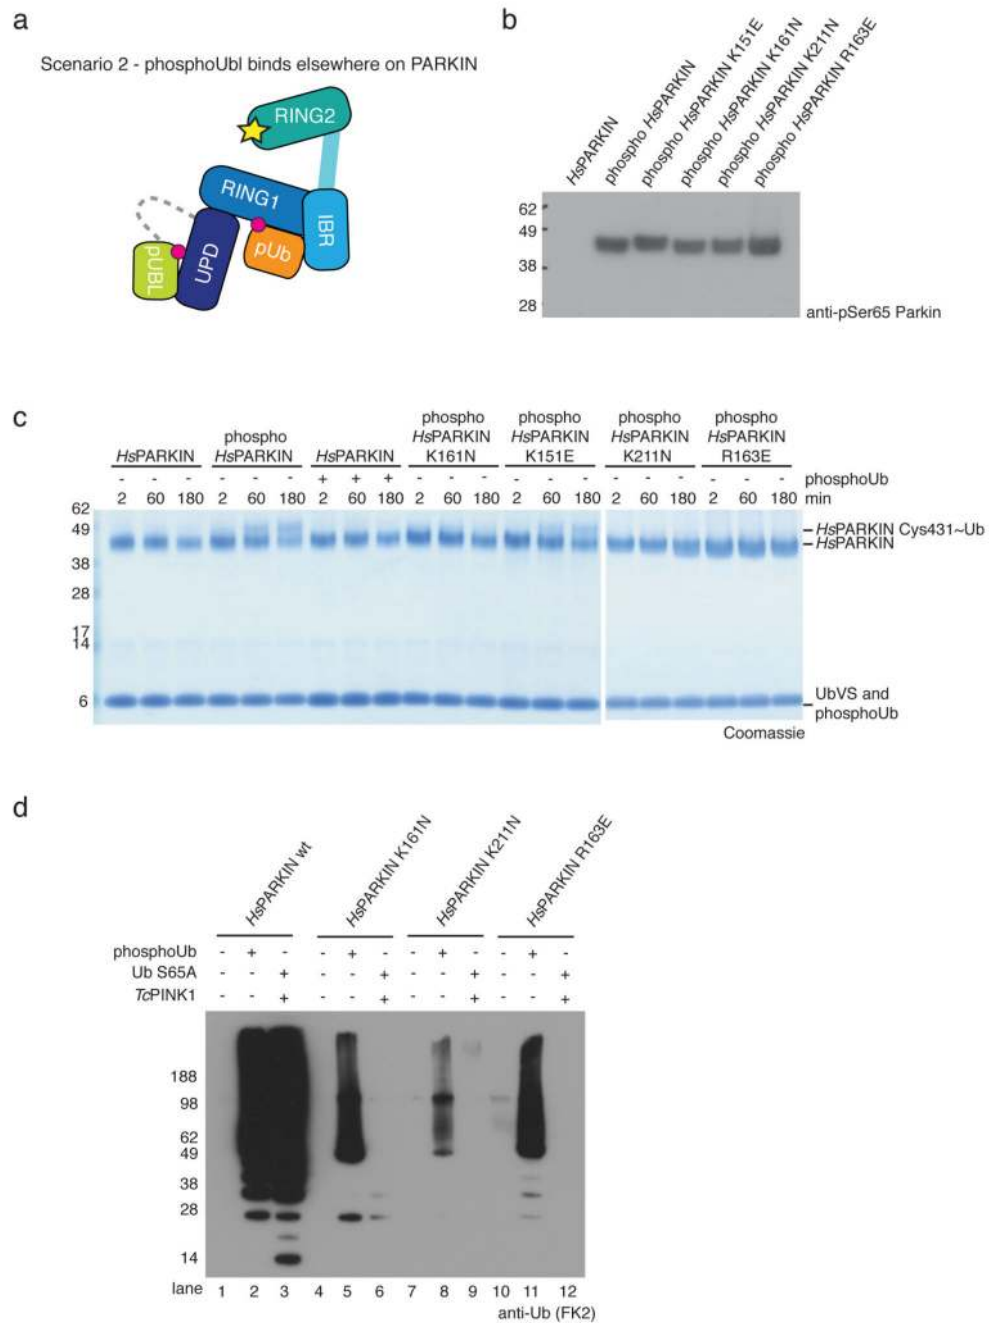 a
Scenario 2 - phosphoUbl binds elsewhere on PARKIN
RING2
RING1
IBR
pUb
UPD
pUBL
b
HsPARKIN
phospho HsPARKIN
phospho HsPARKIN K151E
phospho HsPARKIN K161N
phospho HsPARKIN K211N
phospho HsPARKIN R163E
62
49
38
28
anti-pSer65 Parkin
c
phospho phospho phospho phospho
phospho HsPARKIN HsPARKIN HsPARKIN HsPARKIN
HsPARKIN HsPARKIN HsPARKIN K161N K151E K211N R163E
- - - - - - + + + - - - - - - - - - - - - phosphoUb
2 60 180 2 60 180 2 60 180 2 60 180 2 60 180 2 60 180 2 60 180 min
62
49
38
28
17
14
6
HsPARKIN Cys431~Ub
HsPARKIN
UbVS and
phosphoUb
Coomassie
d
HsPARKIN wt
HsPARKIN K161N
HsPARKIN K211N
HsPARKIN R163E
phosphoUb - + - + - + - +
Ub S65A - - + - - + - - + - - +
TcPINK1 - - + - - + - - + - - +
188
98
62
49
38
28
14
lane 1 2 3 4 5 6 7 8 9 10 11 12
anti-Ub (FK2)